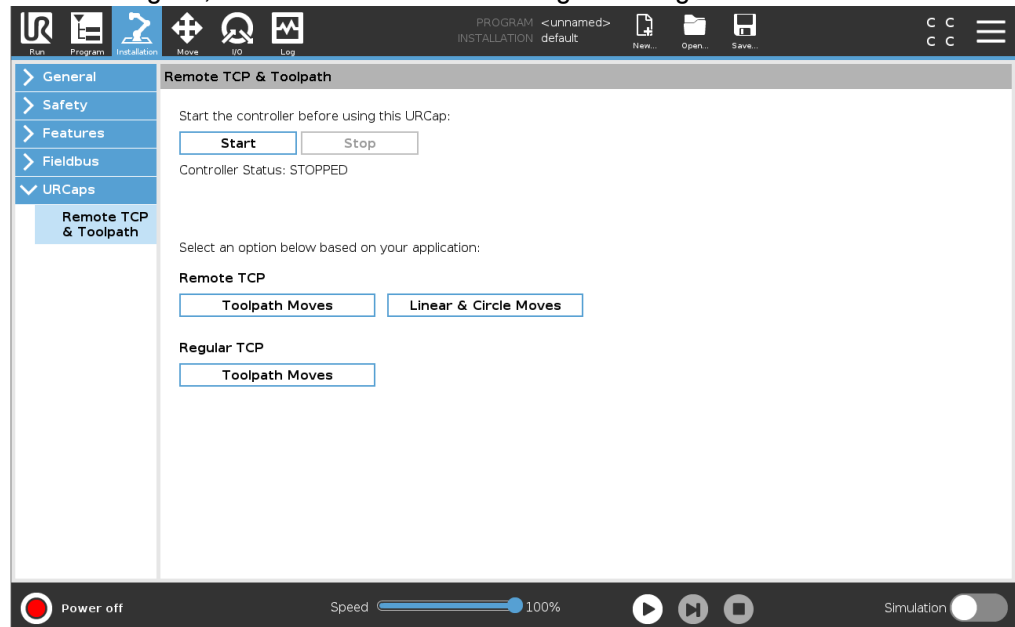 PROGRAM <unnamed>
INSTALLATION default
UR
Run Program Installation Move I/O Log New... Open... Save...
C C
C C
General
Safety
Features
Fieldbus
URCaps
Remote TCP
& Toolpath
Remote TCP & Toolpath
Start the controller before using this URCap:
Start Stop
Controller Status: STOPPED
Select an option below based on your application:
Remote TCP
Toolpath Moves Linear & Circle Moves
Regular TCP
Toolpath Moves
Power off Speed 100% Simulation